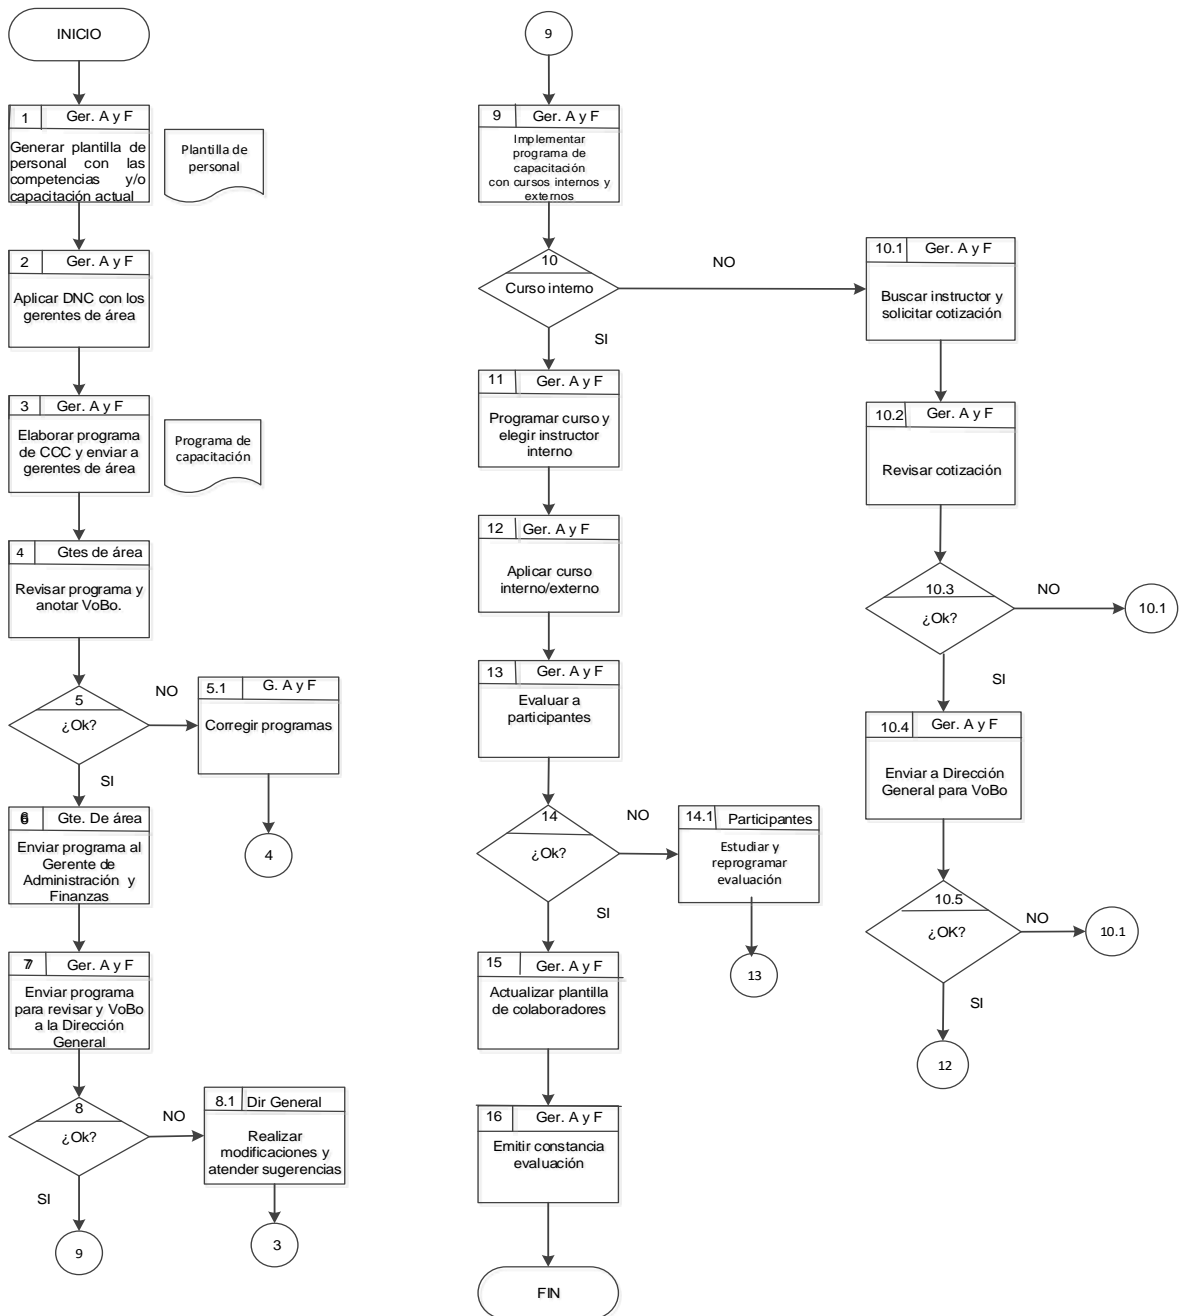 INICIO
1 Ger. A y F
Generar plantilla de
personal con las
competencias y/o
capacitación actual
Plantilla de
personal
2 Ger. A y F
Aplicar DNC con los
gerentes de área
3 Ger. A y F
Elaborar programa
de CCC y enviar a
gerentes de área
Programa de
capacitación
4 Gtes de área
Revisar programa y
anotar VoBo.
5
¿Ok?
NO
SI
5.1 G. A y F
Corregir programas
4
6 Gte. De área
Enviar programa al
Gerente de
Administración y
Finanzas
7 Ger. A y F
Enviar programa
para revisar y VoBo
a la Dirección
General
8
¿Ok?
NO
SI
8.1 Dir General
Realizar
modificaciones y
atender sugerencias
9
3
9
9 Ger. A y F
Implementar
programa de
capacitación
con cursos internos y
externos
10
Curso interno
NO
SI
11 Ger. A y F
Programar curso y
elegir instructor
interno
12 Ger. A y F
Aplicar curso
interno/externo
13 Ger. A y F
Evaluar a
participantes
14
¿Ok?
NO
SI
14.1 Participantes
Estudiar y
reprogramar
evaluación
13
15 Ger. A y F
Actualizar plantilla
de colaboradores
16 Ger. A y F
Emitir constancia
evaluación
FIN
10.1 Ger. A y F
Buscar instructor y
solicitar cotización
10.2 Ger. A y F
Revisar cotización
10.3
¿Ok?
NO
10.1
SI
10.4 Ger. A y F
Enviar a Dirección
General para VoBo
10.5
¿OK?
NO
10.1
SI
12